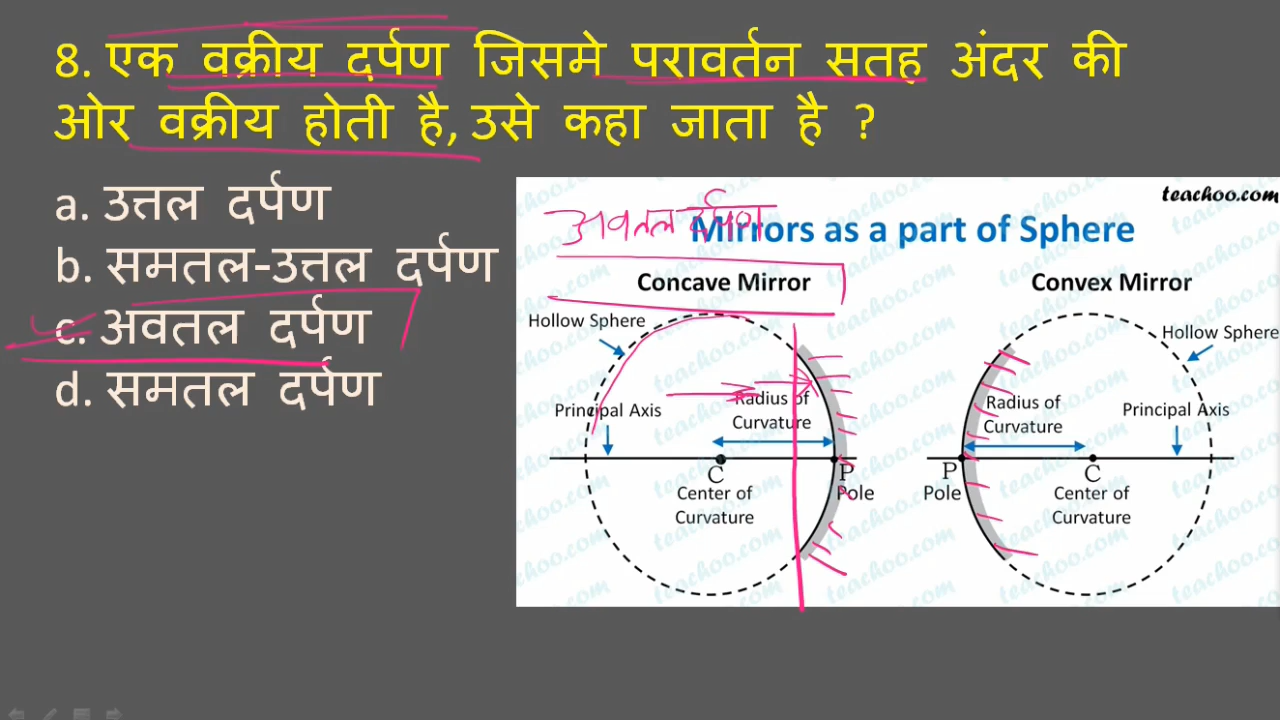 8. एक वक्रीय दर्पण जिसमे परावर्तन सतह अंदर की
ओर वक्रीय होती है, उसे कहा जाता है ?
a. उत्तल दर्पण
b. समतल-उत्तल दर्पण
c. अवतल दर्पण
d. समतल दर्पण
teachoo.com
अवतल दर्पण
Mirrors as a part of Sphere
Concave Mirror
Hollow Sphere
Principal Axis
Radius of
Curvature
C
P
Center of
Curvature
Pole
Convex Mirror
Hollow Sphere
Radius of
Curvature
Principal Axis
P
C
Pole
Center of
Curvature